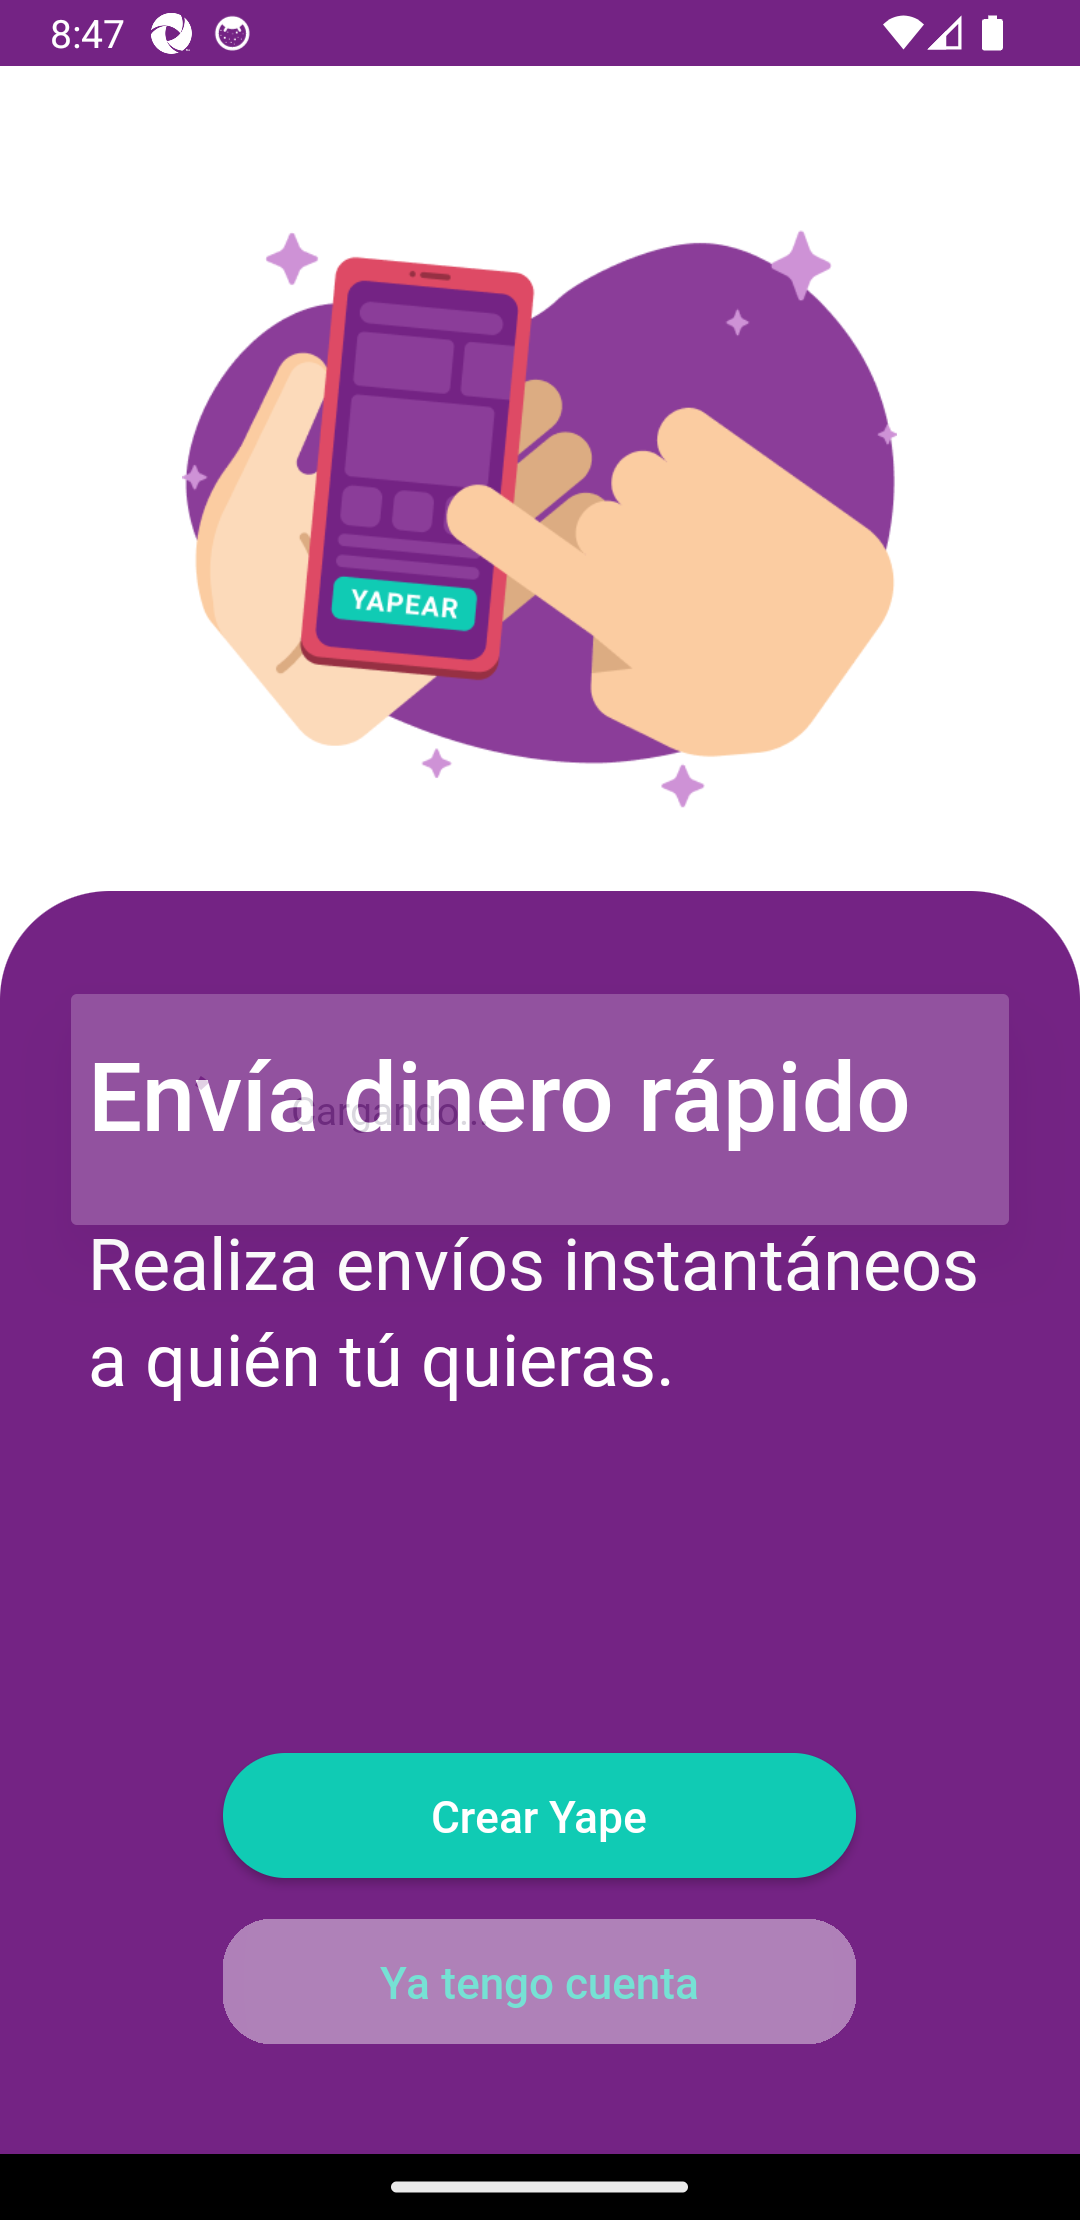 8:47
YAPEAR
Envía dinero rápido
Cargando...
Realiza envíos instantáneos
a quién tú quieras.
Crear Yape
Ya tengo cuenta